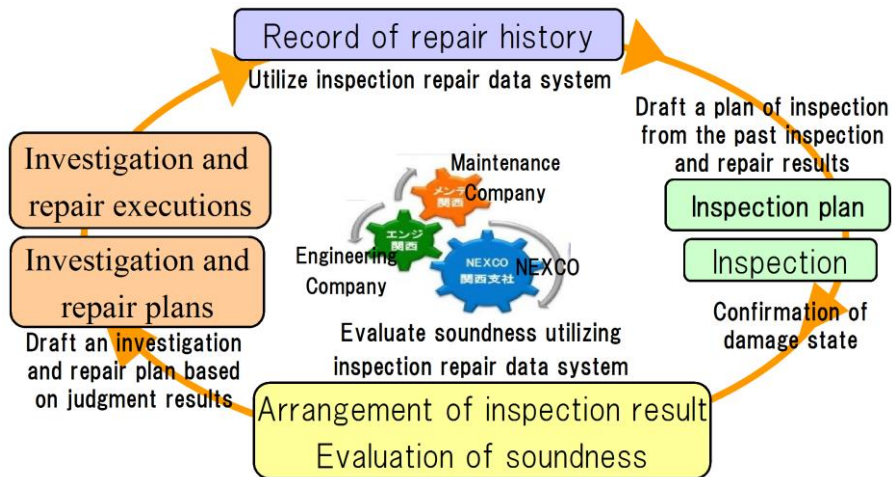 Record of repair history
Utilize inspection repair data system
Draft a plan of inspection
from the past inspection
and repair results
Inspection plan
Inspection
Confirmation of
damage state
Arrangement of inspection result
Evaluation of soundness
Evaluate soundness utilizing
inspection repair data system
Draft an investigation
and repair plan based
on judgment results
Investigation and
repair plans
Investigation and
repair executions
Maintenance
Company
メンテ
関西
エンジ
関西
Engineering
Company
NEXCO
関西支社
NEXCO